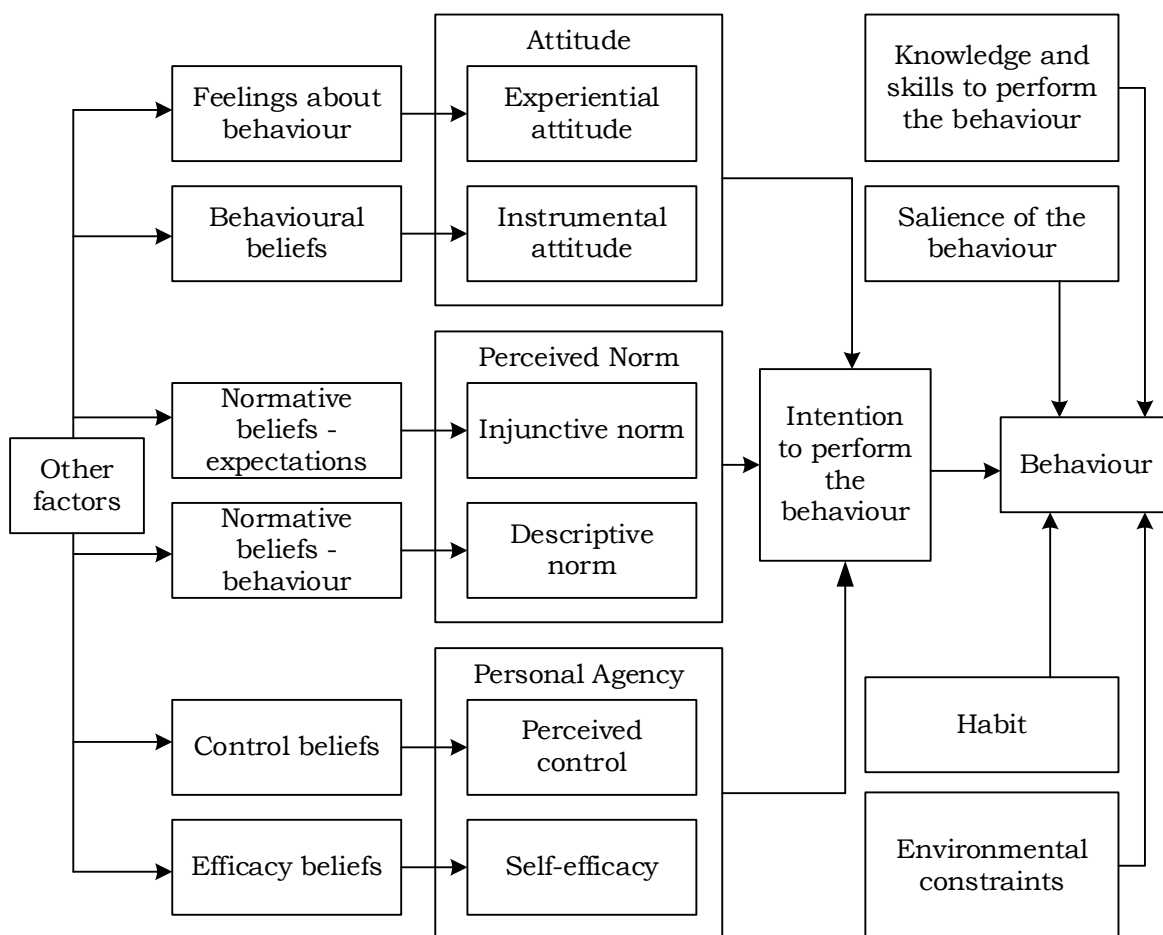 Attitude
Feelings about
behaviour
Experiential
attitude
Behavioural
beliefs
Instrumental
attitude
Knowledge and
skills to perform
the behaviour
Salience of the
behaviour
Other
factors
Normative
beliefs -
expectations
Perceived Norm
Injunctive norm
Normative
beliefs -
behaviour
Descriptive
norm
Intention
to perform
the
behaviour
Behaviour
Personal Agency
Control beliefs
Perceived
control
Efficacy beliefs
Self-efficacy
Habit
Environmental
constraints